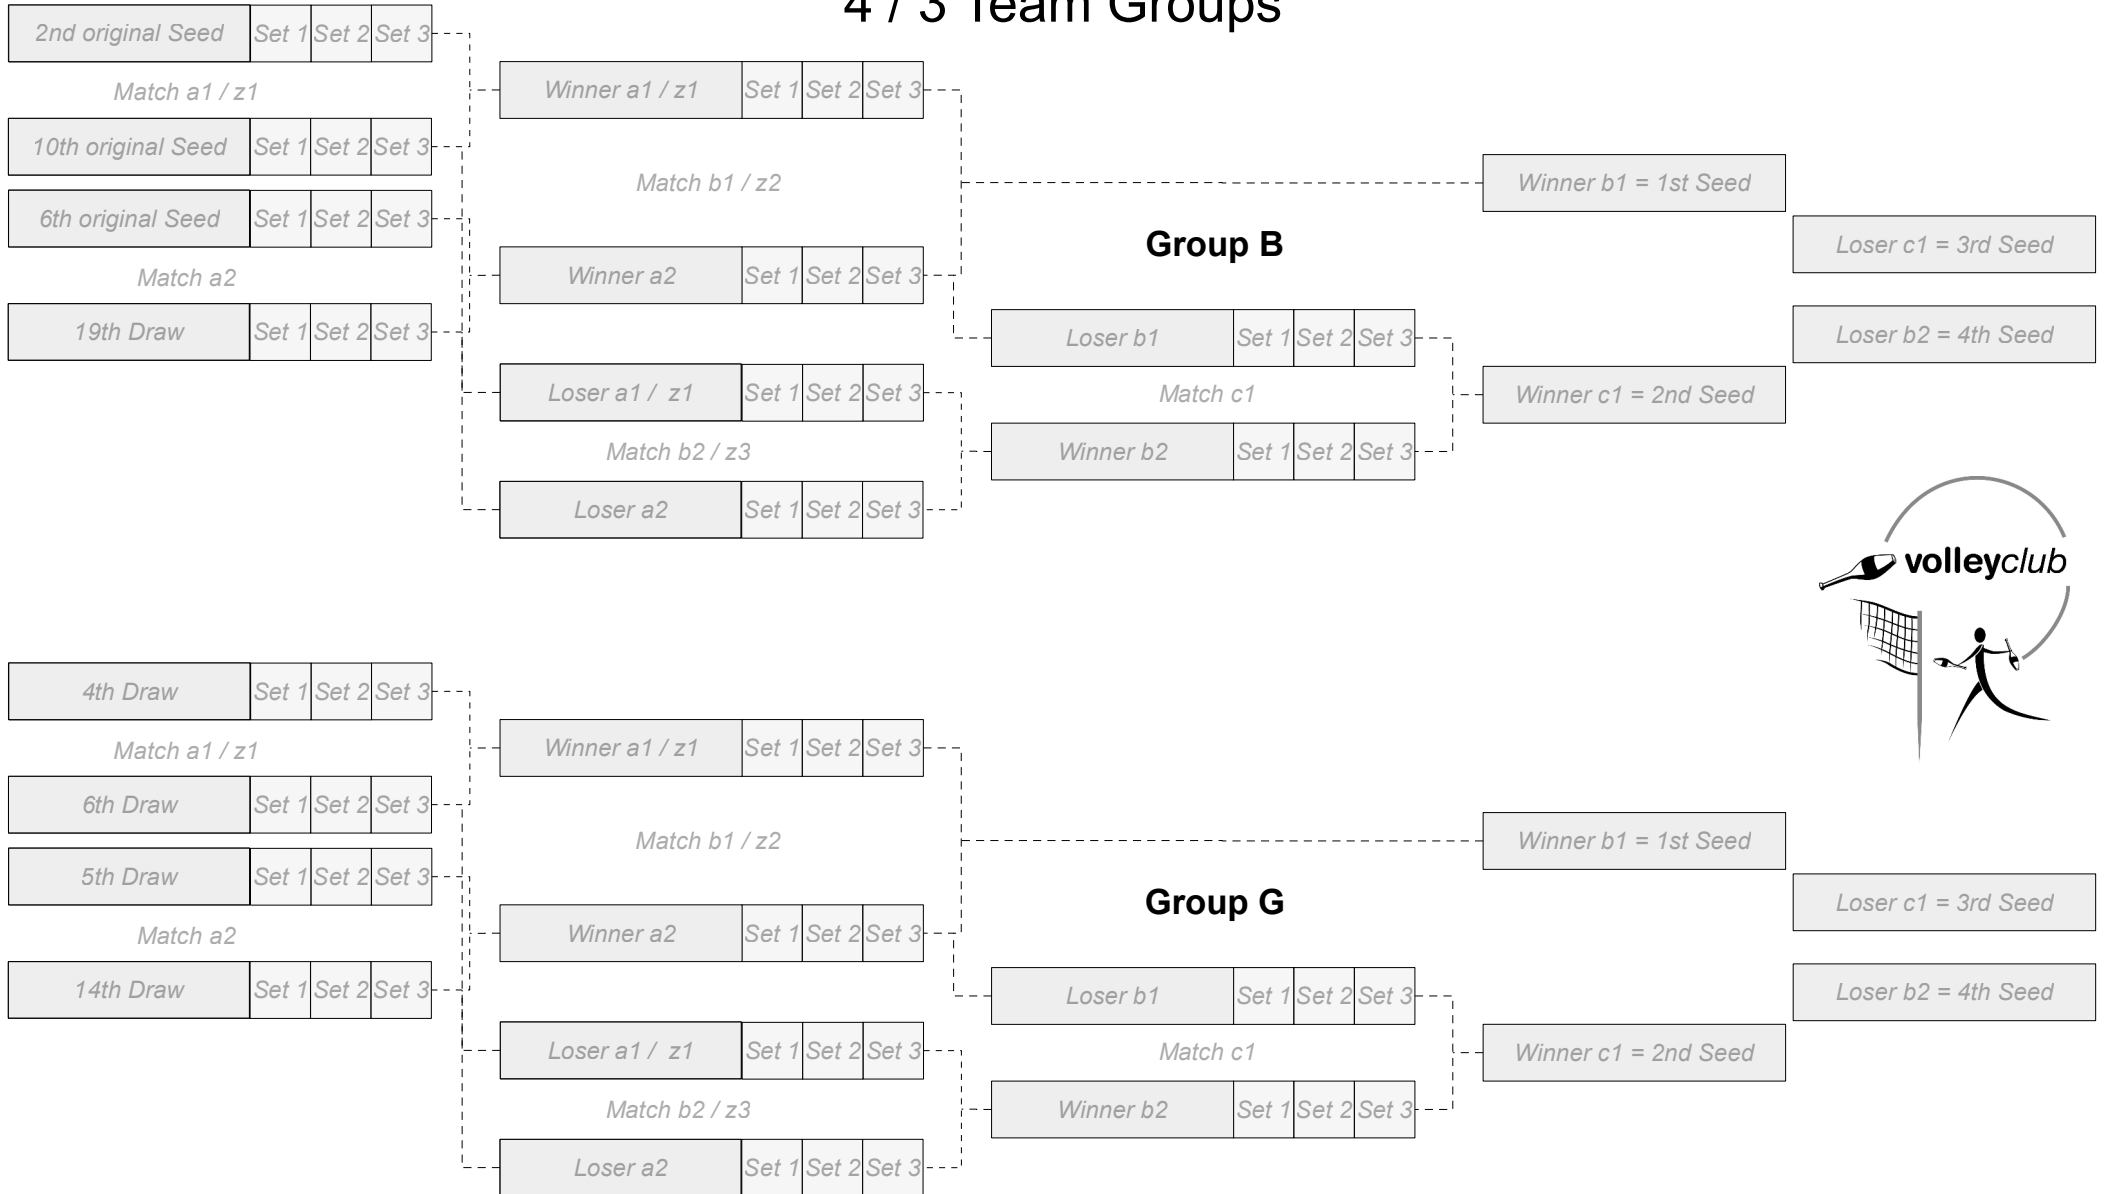 4 / 3 Team Groups
2nd original Seed Set 1 Set 2 Set 3
Match a1 / z1
10th original Seed Set 1 Set 2 Set 3
6th original Seed Set 1 Set 2 Set 3
Match a2
19th Draw Set 1 Set 2 Set 3
Winner a1 / z1 Set 1 Set 2 Set 3
Match b1 / z2
Winner a2 Set 1 Set 2 Set 3
Loser a1 / z1 Set 1 Set 2 Set 3
Match b2 / z3
Loser a2 Set 1 Set 2 Set 3
Group B
Loser b1 Set 1 Set 2 Set 3
Match c1
Winner b2 Set 1 Set 2 Set 3
Winner b1 = 1st Seed
Winner c1 = 2nd Seed
Loser c1 = 3rd Seed
Loser b2 = 4th Seed
volleyclub
4th Draw Set 1 Set 2 Set 3
Match a1 / z1
6th Draw Set 1 Set 2 Set 3
5th Draw Set 1 Set 2 Set 3
Match a2
14th Draw Set 1 Set 2 Set 3
Winner a1 / z1 Set 1 Set 2 Set 3
Match b1 / z2
Winner a2 Set 1 Set 2 Set 3
Loser a1 / z1 Set 1 Set 2 Set 3
Match b2 / z3
Loser a2 Set 1 Set 2 Set 3
Group G
Loser b1 Set 1 Set 2 Set 3
Match c1
Winner b2 Set 1 Set 2 Set 3
Winner b1 = 1st Seed
Winner c1 = 2nd Seed
Loser c1 = 3rd Seed
Loser b2 = 4th Seed